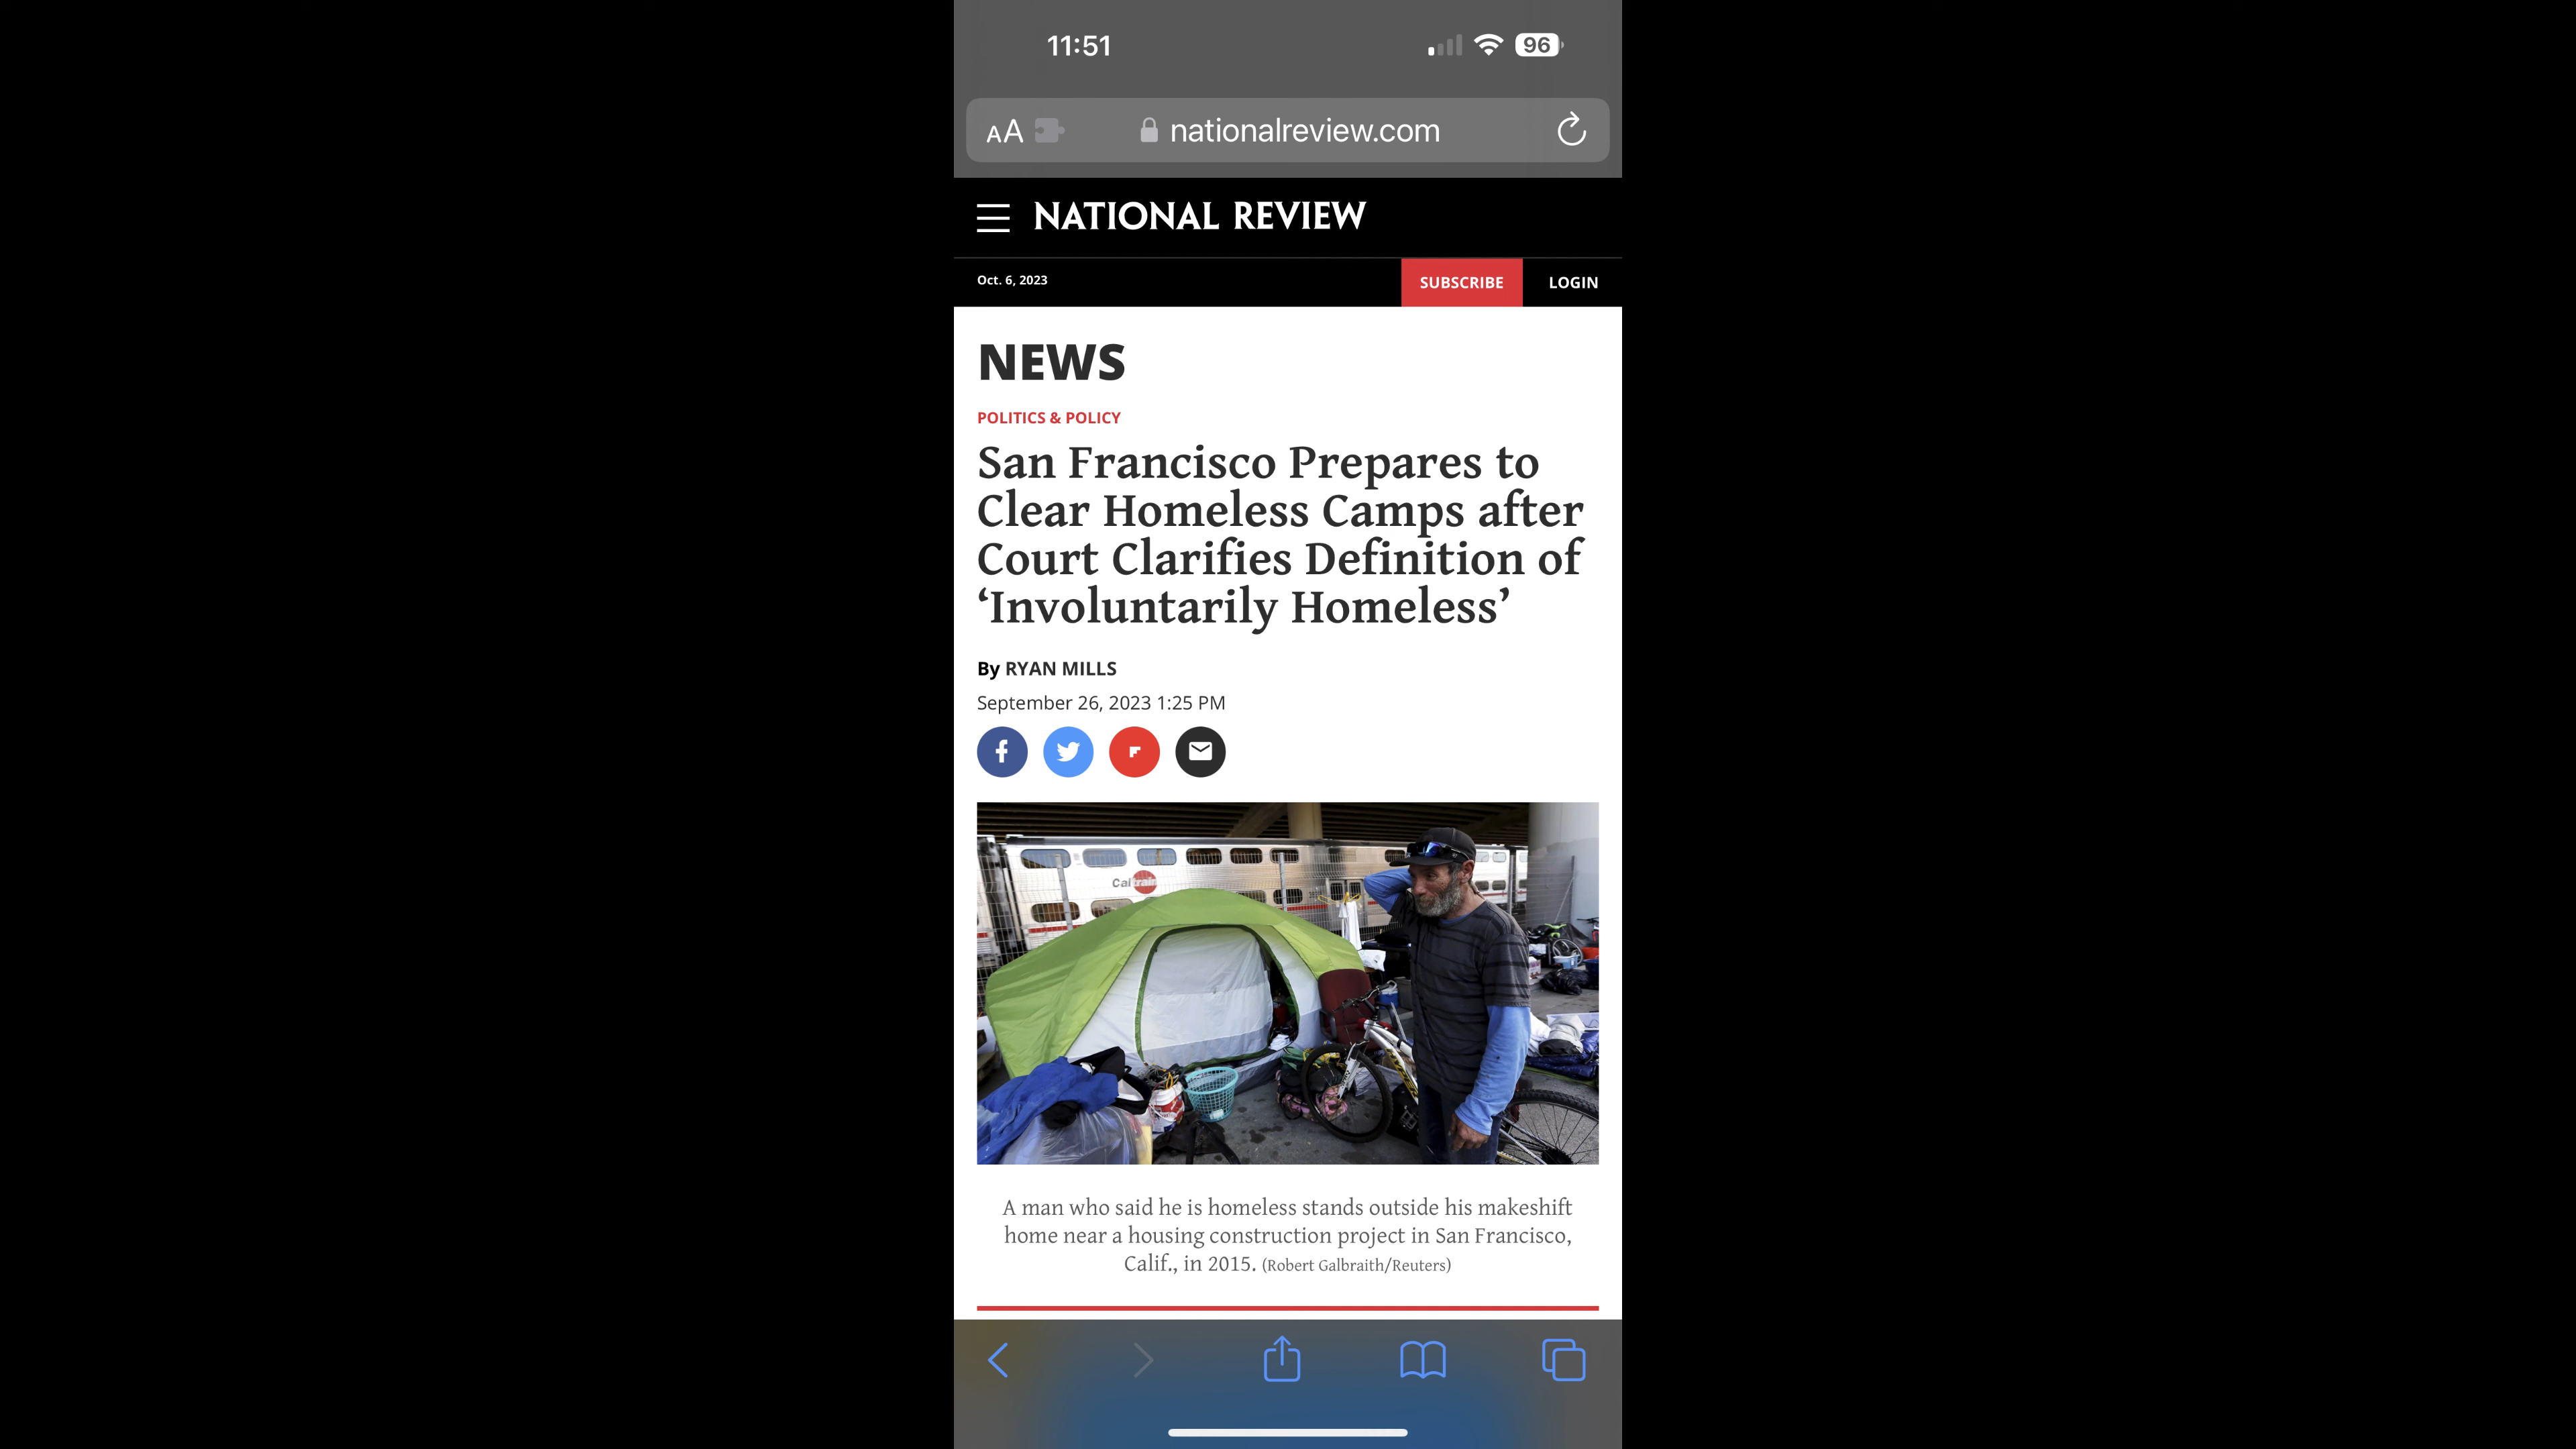 11:51
96
AA
nationalreview.com
NATIONAL REVIEW
Oct. 6, 2023
SUBSCRIBE
LOGIN
NEWS
POLITICS & POLICY
San Francisco Prepares to
Clear Homeless Camps after
Court Clarifies Definition of
‘Involuntarily Homeless’
By RYAN MILLS
September 26, 2023 1:25 PM
Caltrain
A man who said he is homeless stands outside his makeshift
home near a housing construction project in San Francisco,
Calif., in 2015. (Robert Galbraith/Reuters)